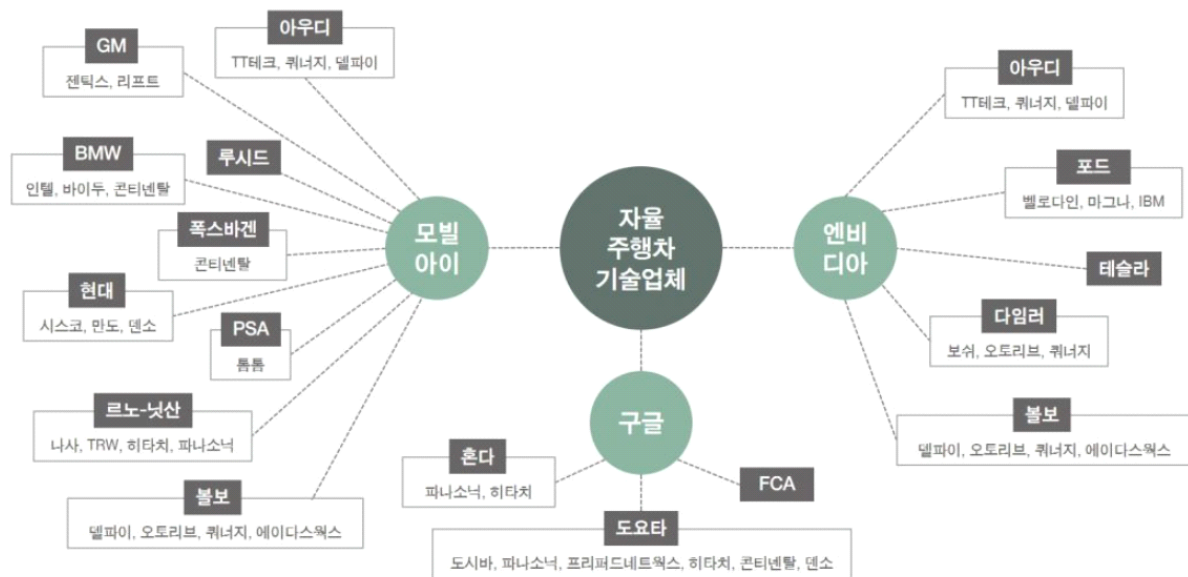 GM
젠틱스, 리프트
아우디
TT테크, 쿼너지, 델파이
BMW
인텔, 바이두, 콘티넨탈
루시드
폭스바겐
콘티넨탈
현대
시스코, 만도, 덴소
PSA
톰톰
르노-닛산
나사, TRW, 히타치, 파나소닉
볼보
델파이, 오토리브, 쿼너지, 에이다스웍스
모빌
아이
자율
주행차
기술업체
구글
혼다
파나소닉, 히타치
FCA
도요타
도시바, 파나소닉, 프리퍼드네트웍스, 히타치, 콘티넨탈, 덴소
엔비
디아
아우디
TT테크, 쿼너지, 델파이
포드
벨로다인, 마그나, IBM
테슬라
다임러
보쉬, 오토리브, 쿼너지
볼보
델파이, 오토리브, 쿼너지, 에이다스웍스